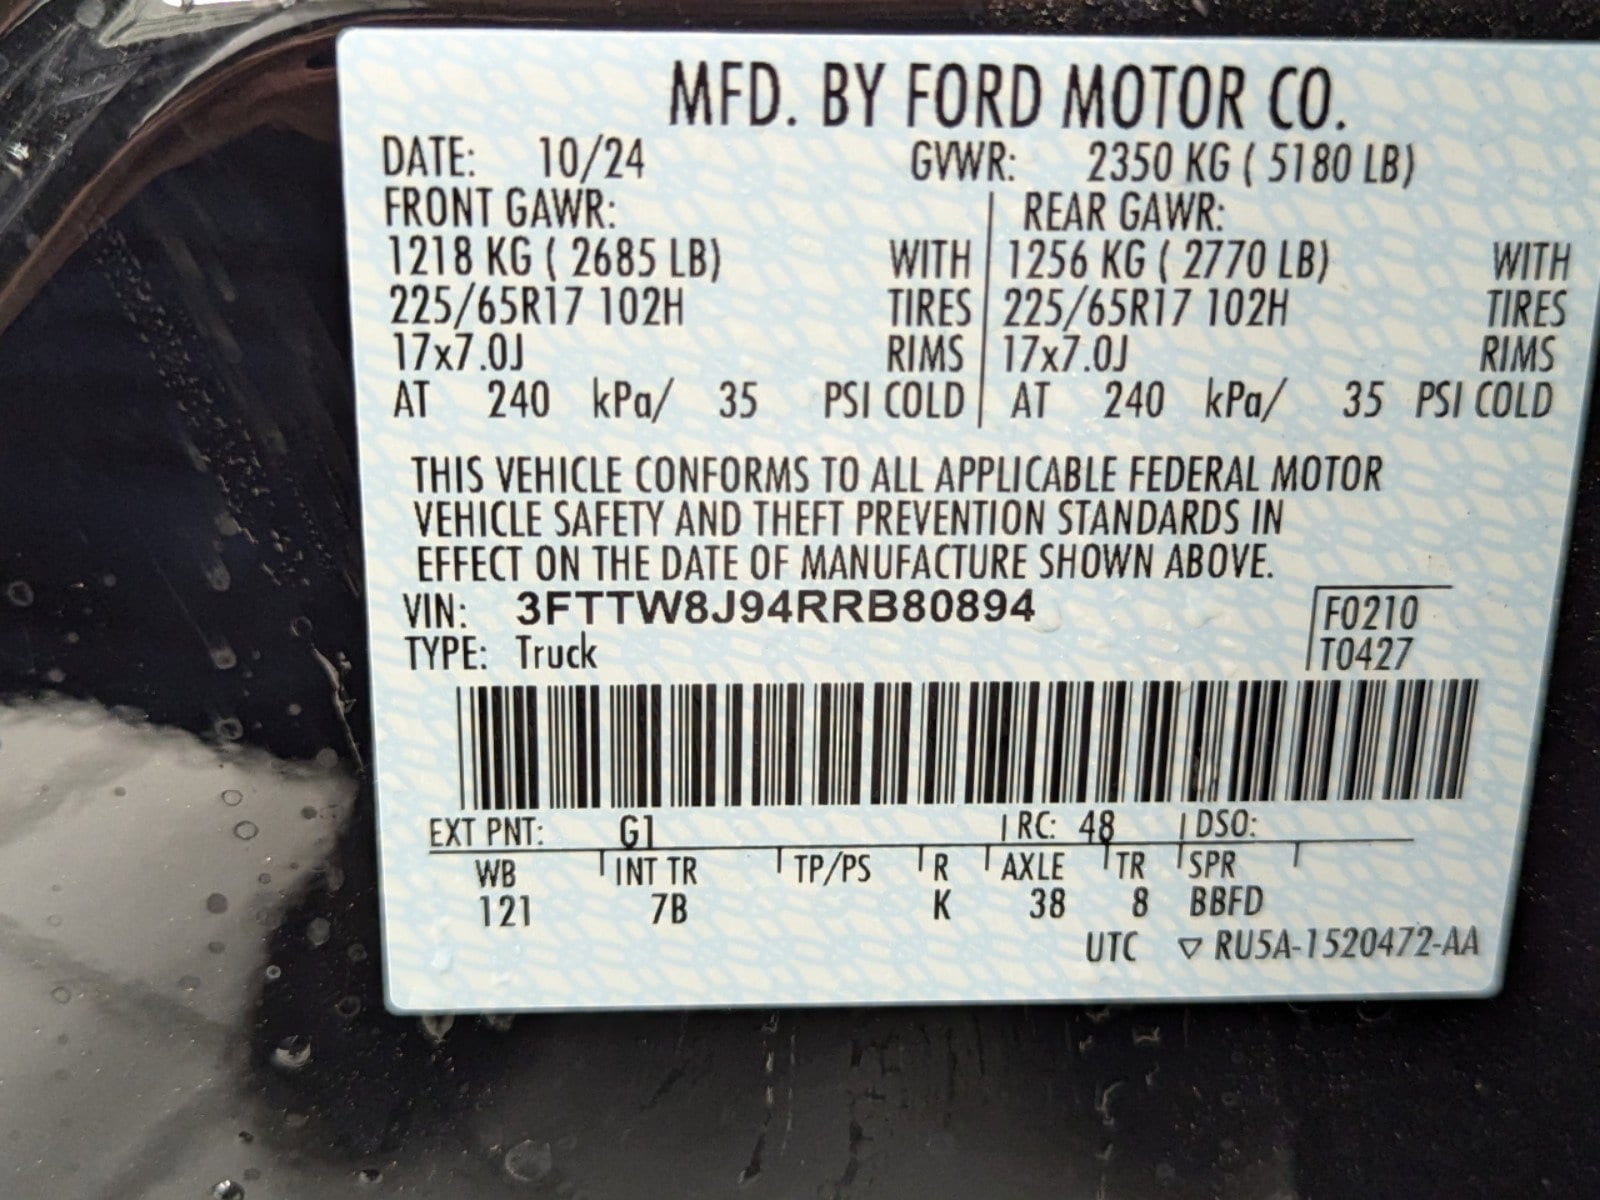 MFD. BY FORD MOTOR CO.
DATE: 10/24 GVWR: 2350 KG ( 5180 LB)
FRONT GAWR: REAR GAWR:
1218 KG ( 2685 LB) WITH 1256 KG ( 2770 LB) WITH
225/65R17 102H TIRES 225/65R17 102H TIRES
17x7.0J RIMS 17x7.0J RIMS
AT 240 kPa/ 35 PSI COLD AT 240 kPa/ 35 PSI COLD
THIS VEHICLE CONFORMS TO ALL APPLICABLE FEDERAL MOTOR
VEHICLE SAFETY AND THEFT PREVENTION STANDARDS IN
EFFECT ON THE DATE OF MANUFACTURE SHOWN ABOVE.
VIN: 3FTTW8J94RRB80894 F0210
TYPE: Truck T0427
EXT PNT: G1 RC: 48 DSO:
WB INT TR TP/PS R AXLE TR SPR
121 7B K 38 8 BBFD
UTC ▽ RU5A-1520472-AA